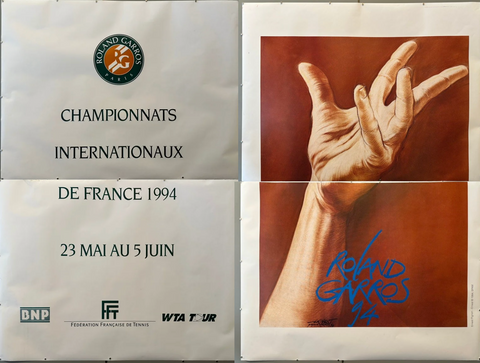 ROLAND GARROS
PARIS
CHAMPIONNATS
INTERNATIONAUX
DE FRANCE 1994
23 MAI AU 5 JUIN
BNP
FFT
FÉDÉRATION FRANÇAISE DE TENNIS
WTA TOUR
ROLAND
GARROS
94